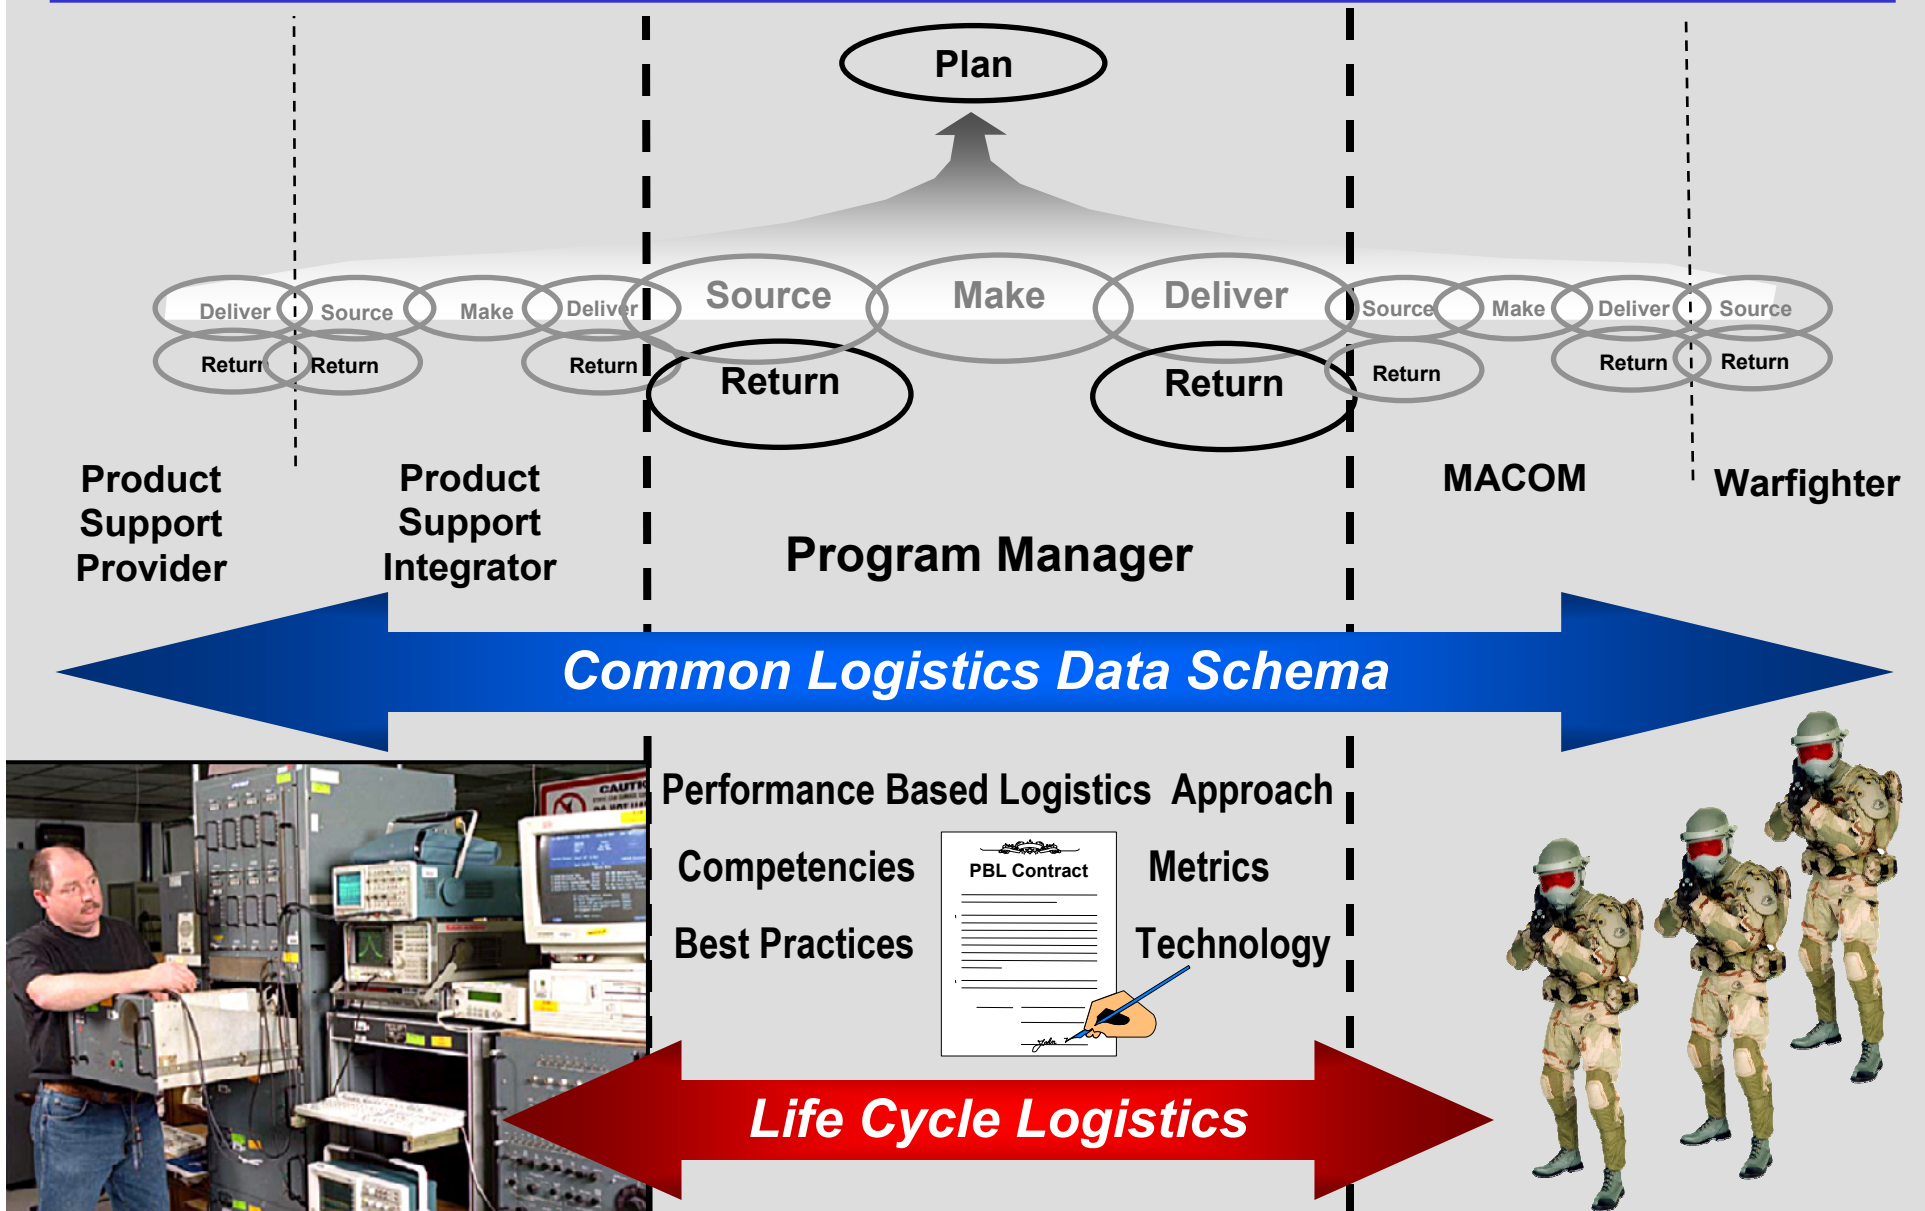 Plan
Source Make Deliver
Deliver Source Make Deliver
Source Make Deliver Source
Return Return Return
Return Return
Return Return Return
Product
Support
Provider
Product
Support
Integrator
Program Manager
MACOM
Warfighter
Common Logistics Data Schema
CAUTI
Performance Based Logistics Approach
Competencies
PBL Contract
Metrics
Best Practices
Technology
Life Cycle Logistics